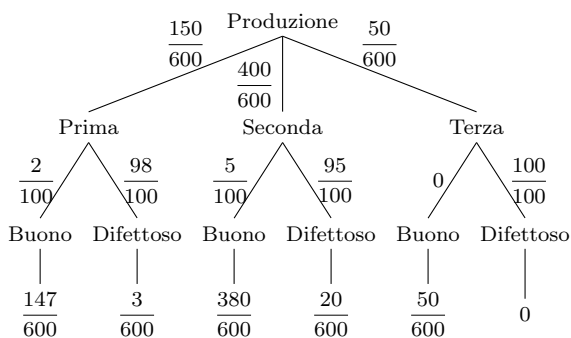 Produzione
150/600 400/600 50/600
Prima Seconda Terza
2/100 98/100 5/100 95/100 0 100/100
Buono Difettoso Buono Difettoso Buono Difettoso
147/600 3/600 380/600 20/600 50/600 0